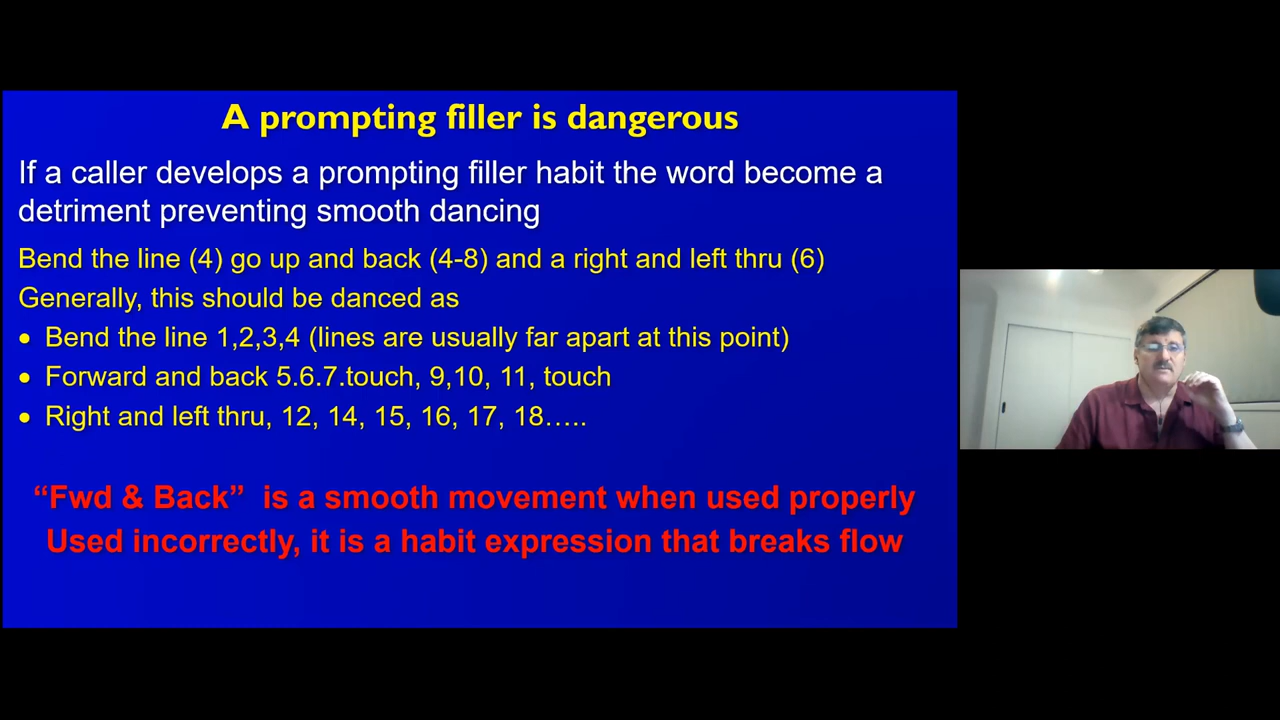 A prompting filler is dangerous
If a caller develops a prompting filler habit the word become a
detriment preventing smooth dancing
Bend the line (4) go up and back (4-8) and a right and left thru (6)
Generally, this should be danced as
• Bend the line 1,2,3,4 (lines are usually far apart at this point)
• Forward and back 5.6.7.touch, 9,10, 11, touch
• Right and left thru, 12, 14, 15, 16, 17, 18…..
“Fwd & Back”  is a smooth movement when used properly
Used incorrectly, it is a habit expression that breaks flow